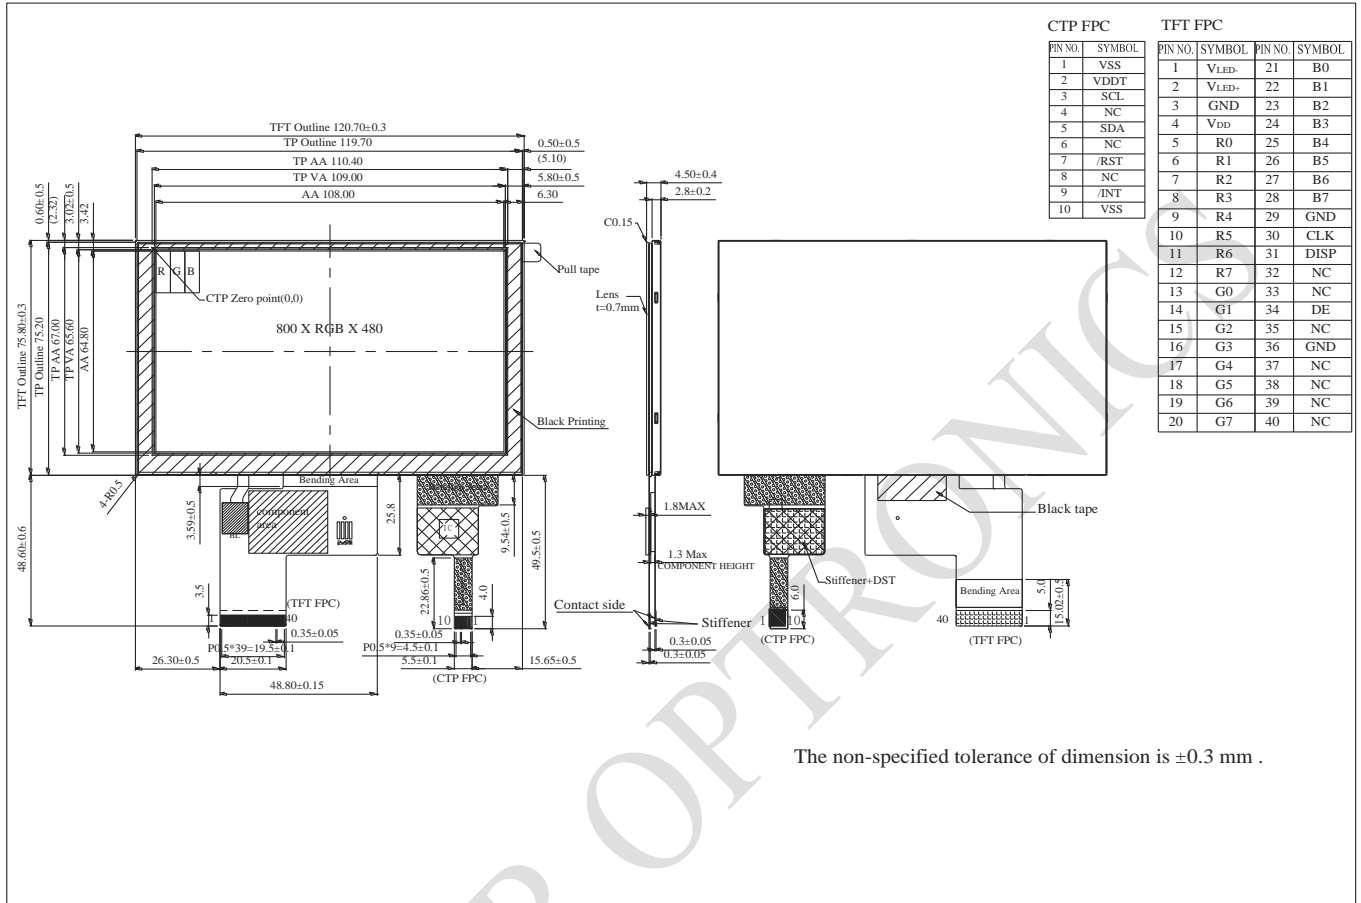 CTP FPC
PIN NO. SYMBOL
1 VSS
2 VDDT
3 SCL
4 NC
5 SDA
6 NC
7 /RST
8 NC
9 /INT
10 VSS
TFT FPC
PIN NO. SYMBOL PIN NO. SYMBOL
1 VLED- 21 B0
2 VLED+ 22 B1
3 GND 23 B2
4 VDD 24 B3
5 R0 25 B4
6 R1 26 B5
7 R2 27 B6
8 R3 28 B7
9 R4 29 GND
10 R5 30 CLK
11 R6 31 DISP
12 R7 32 NC
13 G0 33 NC
14 G1 34 DE
15 G2 35 NC
16 G3 36 GND
17 G4 37 NC
18 G5 38 NC
19 G6 39 NC
20 G7 40 NC
TFT Outline 120.70±0.3
TP Outline 119.70
TP AA 110.40
TP VA 109.00
AA 108.00
0.50±0.5
(5.10)
5.80±0.5
6.30
0.60±0.5
(2.32)
3.02±0.5
3.42
TFT Outline 75.80±0.3
TP Outline 75.20
TP AA 67.00
TP VA 65.60
AA 64.80
R G B
CTP Zero point(0,0)
800 X RGB X 480
Pull tape
Black Printing
4-R0.5
48.60±0.6
3.59±0.5
3.5
Bending Area
component
area
BL
25.8
IC
9.54±0.5
49.5±0.5
22.86±0.5
4.0
(TFT FPC)
1 40
10 1
0.35±0.05
P0.5*39=19.5±0.1
20.5±0.1
26.30±0.5
48.80±0.15
0.35±0.05
P0.5*9=4.5±0.1
5.5±0.1
(CTP FPC)
15.65±0.5
4.50±0.4
2.8±0.2
C0.15
Lens
t=0.7mm
1.8MAX
1.3 Max
COMPONENT HEIGHT
Contact side
Stiffener
0.3±0.05
0.3±0.05
Black tape
Stiffener+DST
6.0
1 10
(CTP FPC)
Bending Area
5.0
15.02±0.5
40 1
(TFT FPC)
The non-specified tolerance of dimension is ±0.3 mm .
OPTRONICS